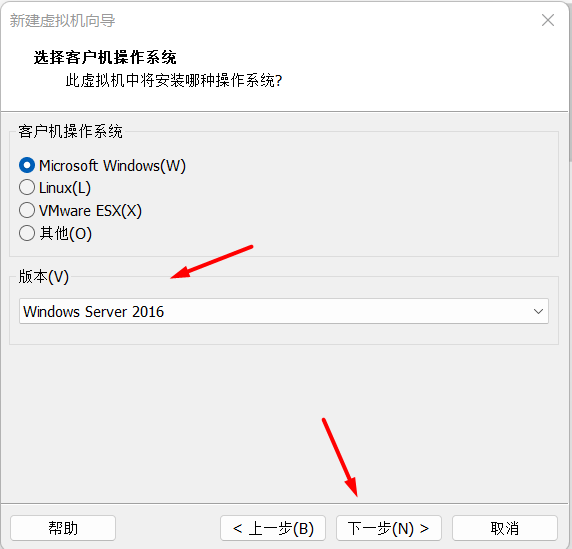 新建虚拟机向导
选择客户机操作系统
此虚拟机中将安装哪种操作系统?
客户机操作系统
Microsoft Windows(W)
Linux(L)
VMware ESX(X)
其他(O)
版本(V)
Windows Server 2016
帮助
< 上一步(B)
下一步(N) >
取消